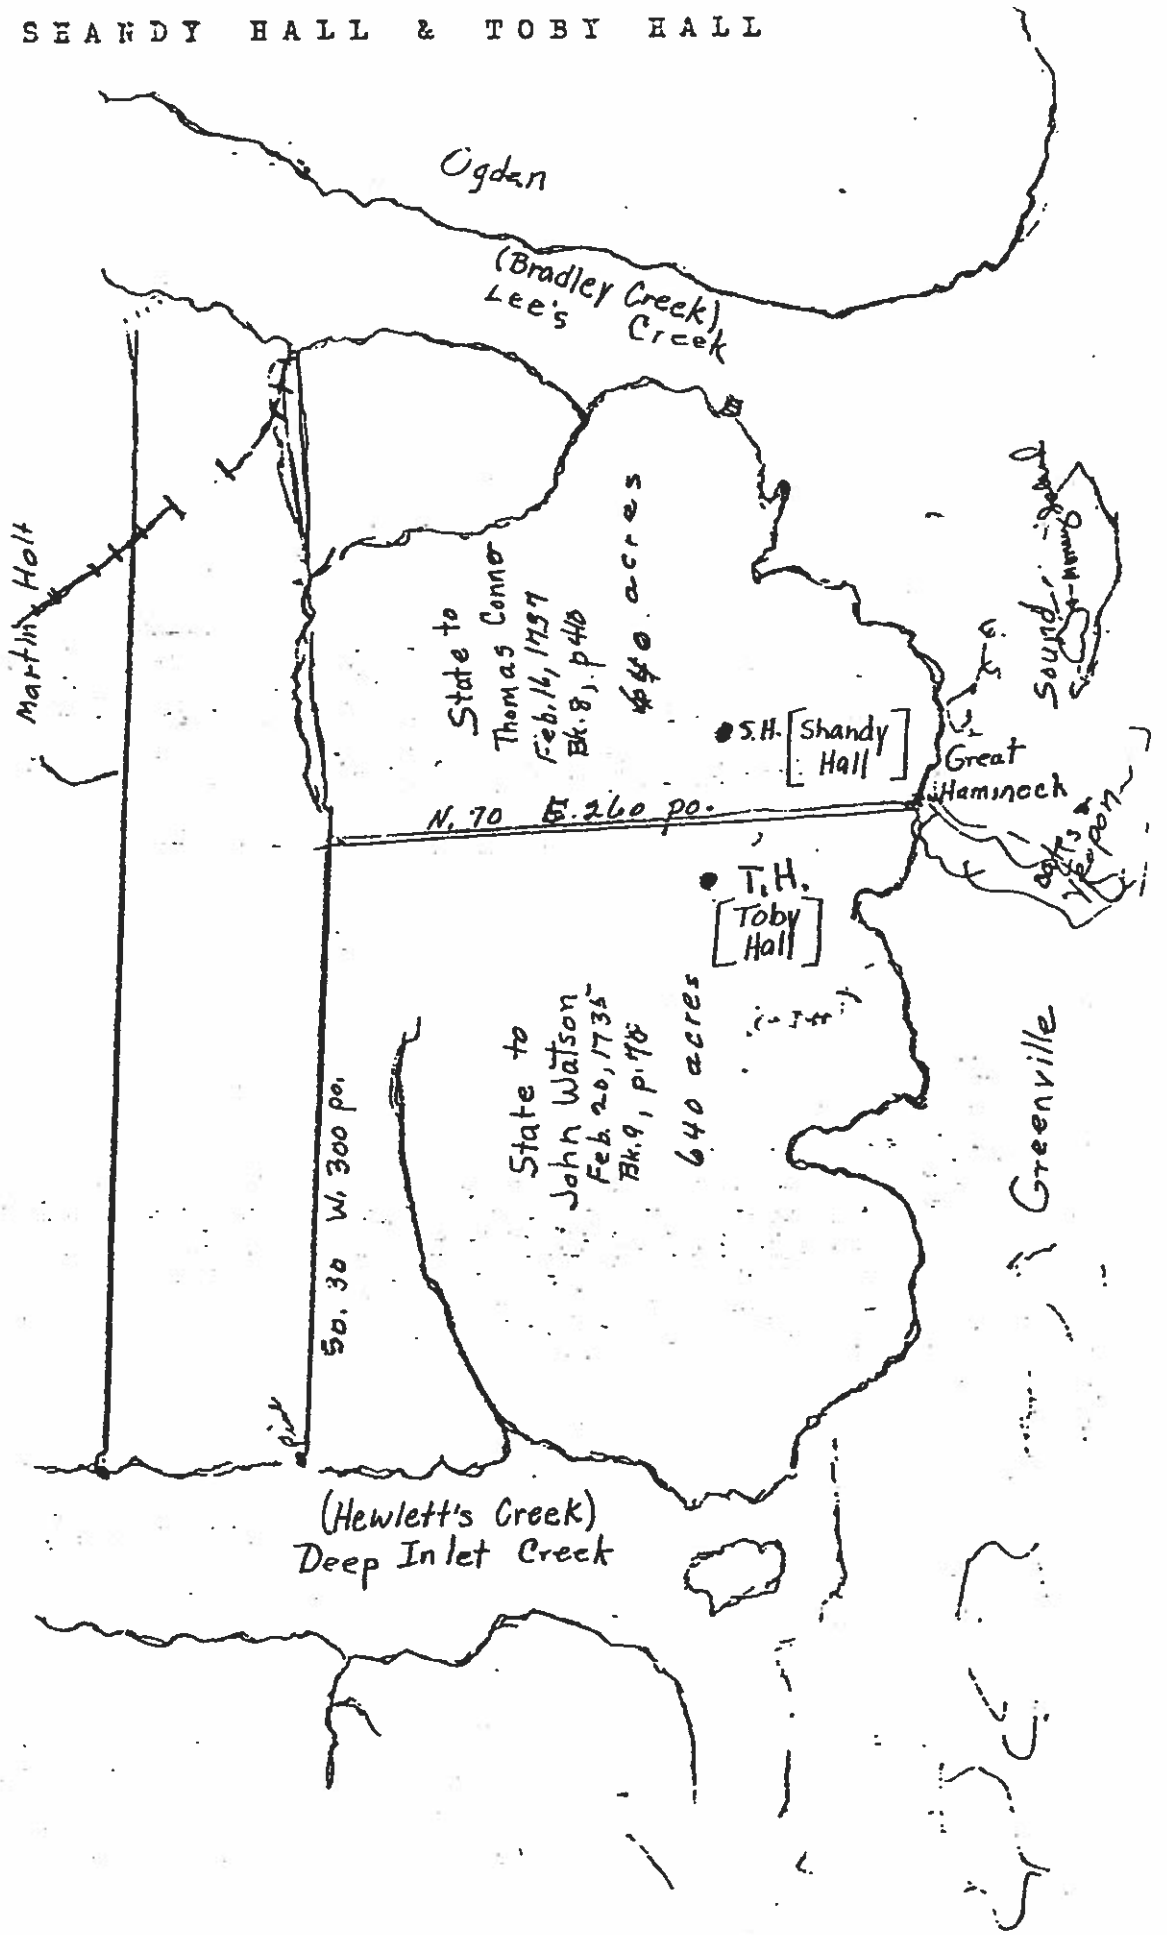 SHANDY HALL & TOBY HALL
Ogden
(Bradley Creek)
Lee's Creek
Martin Holt
State to
Thomas Conner
Feb. 16, 1737
Bk. 8, p 40
640 acres
Sound
S.H. [Shandy
Hall]
Great
Hammock
N. 70 E. 260 po.
T.H.
[Toby
Hall]
State to
John Watson
Feb. 20, 1735
Bk. 9, p.
640 acres
Greenville
So. 30 W. 300 po.
(Hewlett's Creek)
Deep Inlet Creek